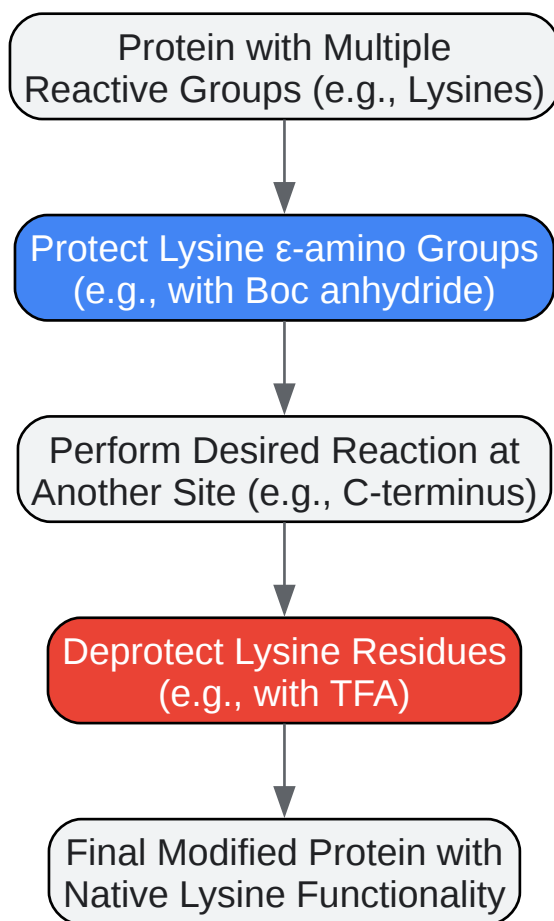 Protein with Multiple
Reactive Groups (e.g., Lysines)
Protect Lysine ε-amino Groups
(e.g., with Boc anhydride)
Perform Desired Reaction at
Another Site (e.g., C-terminus)
Deprotect Lysine Residues
(e.g., with TFA)
Final Modified Protein with
Native Lysine Functionality